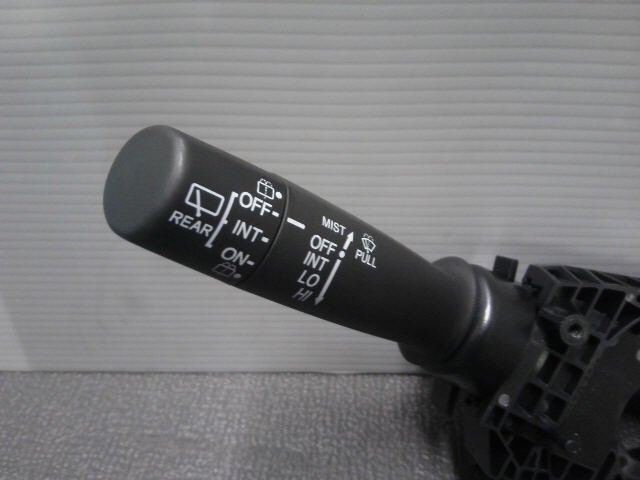 REAR
OFF
INT
ON
MIST
OFF
INT
LO
HI
PULL